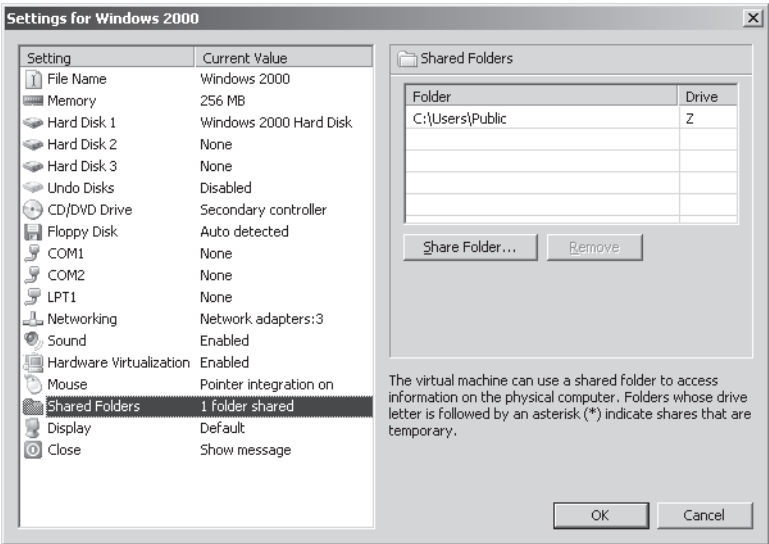 Settings for Windows 2000
Setting Current Value
File Name Windows 2000
Memory 256 MB
Hard Disk 1 Windows 2000 Hard Disk
Hard Disk 2 None
Hard Disk 3 None
Undo Disks Disabled
CD/DVD Drive Secondary controller
Floppy Disk Auto detected
COM1 None
COM2 None
LPT1 None
Networking Network adapters:3
Sound Enabled
Hardware Virtualization Enabled
Mouse Pointer integration on
Shared Folders 1 folder shared
Display Default
Close Show message
Shared Folders
Folder Drive
C:\Users\Public Z
Share Folder... Remove
The virtual machine can use a shared folder to access
information on the physical computer. Folders whose drive
letter is followed by an asterisk (*) indicate shares that are
temporary.
OK Cancel